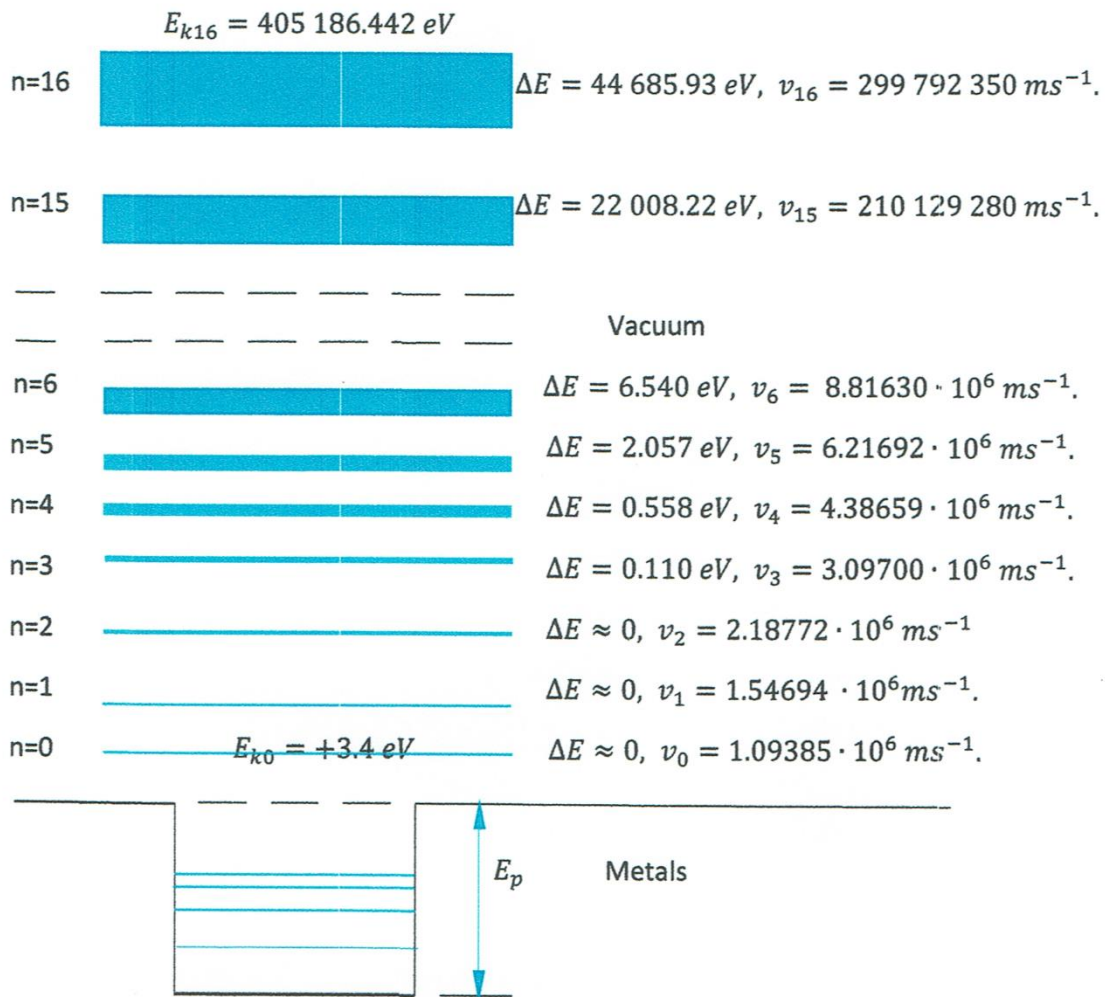 E_{k16} = 405 186.442 eV
n=16 ΔE = 44 685.93 eV, v_{16} = 299 792 350 ms^{-1}.
n=15 ΔE = 22 008.22 eV, v_{15} = 210 129 280 ms^{-1}.
Vacuum
n=6 ΔE = 6.540 eV, v_6 = 8.81630 · 10^6 ms^{-1}.
n=5 ΔE = 2.057 eV, v_5 = 6.21692 · 10^6 ms^{-1}.
n=4 ΔE = 0.558 eV, v_4 = 4.38659 · 10^6 ms^{-1}.
n=3 ΔE = 0.110 eV, v_3 = 3.09700 · 10^6 ms^{-1}.
n=2 ΔE ≈ 0, v_2 = 2.18772 · 10^6 ms^{-1}
n=1 ΔE ≈ 0, v_1 = 1.54694 · 10^6 ms^{-1}.
n=0 E_{k0} = +3.4 eV ΔE ≈ 0, v_0 = 1.09385 · 10^6 ms^{-1}.
E_p Metals